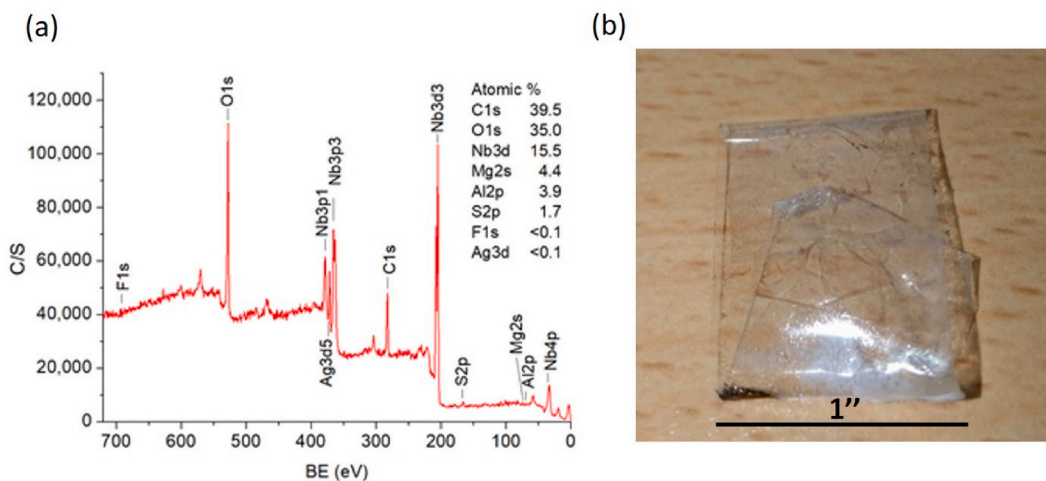 (a)
(b)
120,000
100,000
80,000
60,000
40,000
20,000
0
C/S
700 600 500 400 300 200 100 0
BE (eV)
F1s
O1s
Nb3p1
Ag3d5
Nb3p3
C1s
Nb3d3
S2p
Mg2s
Al2p
Nb4p
Atomic %
C1s 39.5
O1s 35.0
Nb3d 15.5
Mg2s 4.4
Al2p 3.9
S2p 1.7
F1s <0.1
Ag3d <0.1
1’’